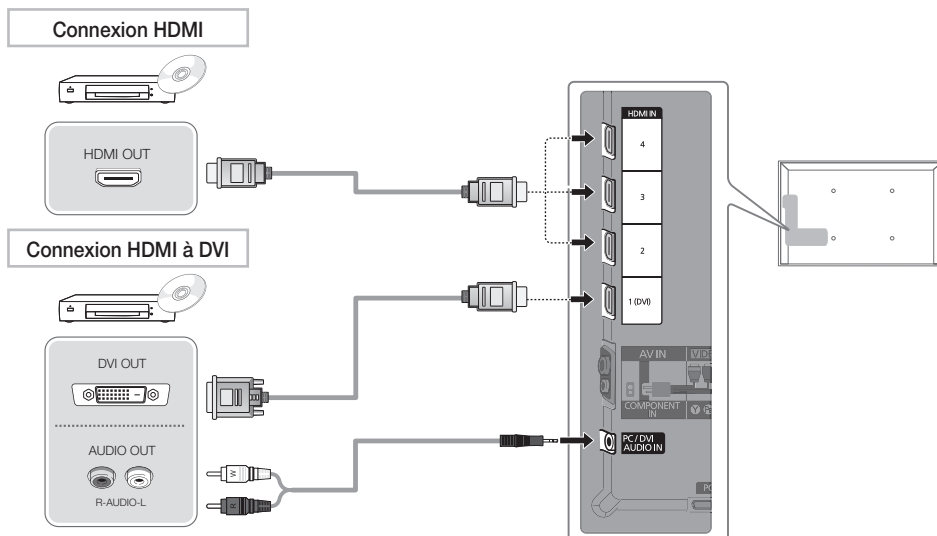 Connexion HDMI
HDMI OUT
Connexion HDMI à DVI
DVI OUT
AUDIO OUT
R-AUDIO-L
W
R
HDMI IN
4
3
2
1 (DVI)
AV IN
COMPONENT
IN
Y
PC / DVI
AUDIO IN